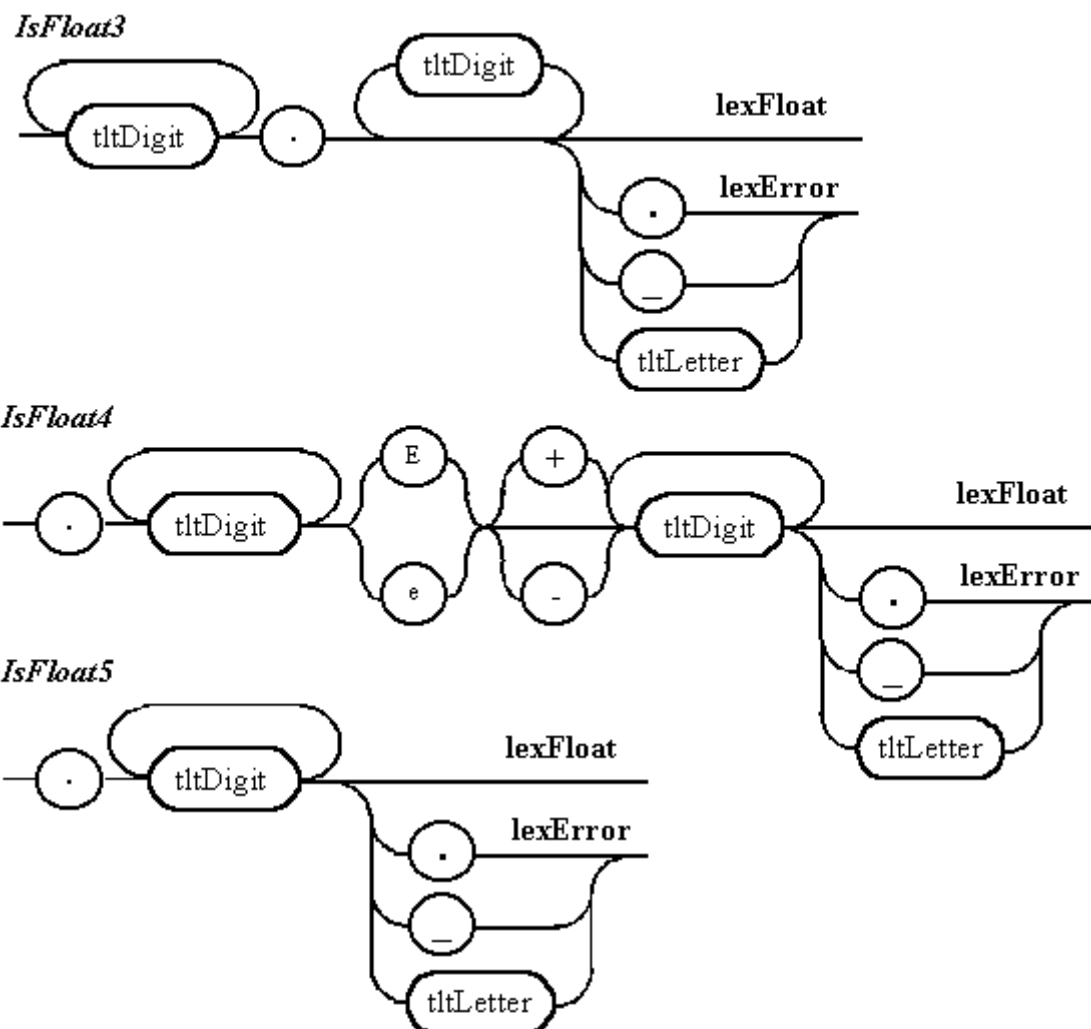 IsFloat3
tltDigit
tltDigit .
lexFloat
. lexError
_
tltLetter
IsFloat4
E +
. tltDigit tltDigit lexFloat
e -
. lexError
_
tltLetter
IsFloat5
. tltDigit lexFloat
. lexError
_
tltLetter